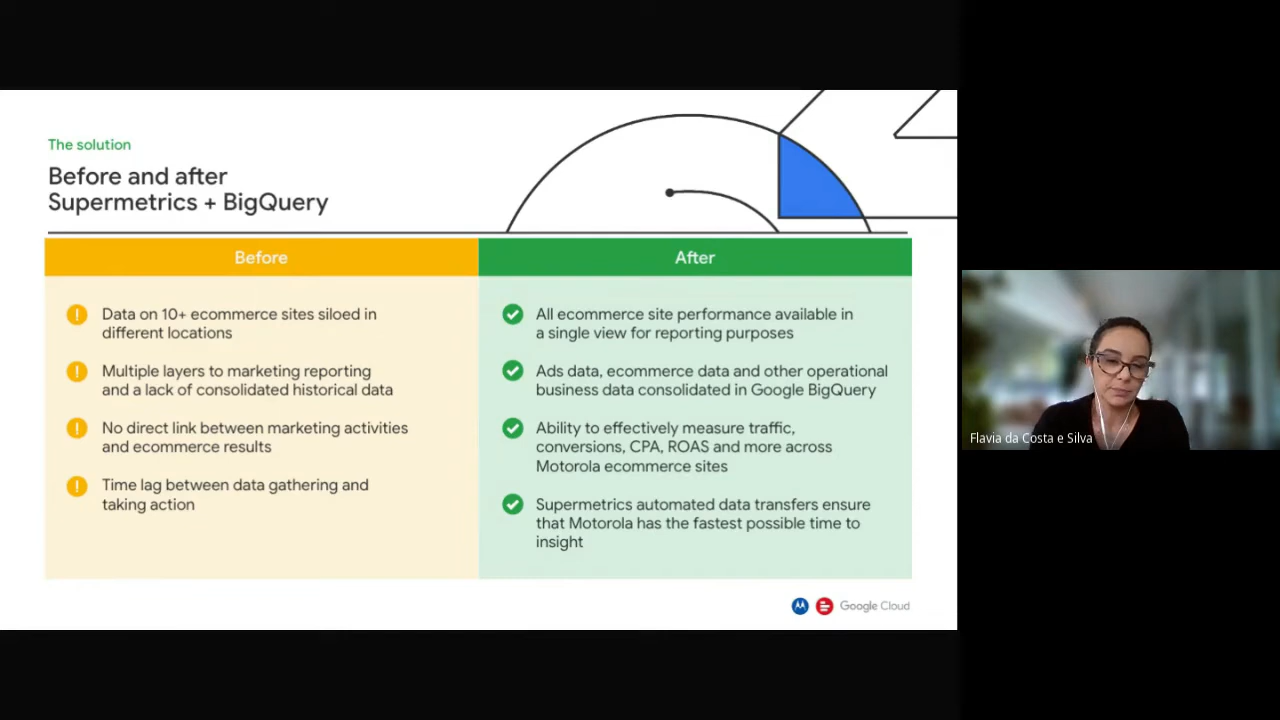 The solution
Before and after
Supermetrics + BigQuery
Before
After
Data on 10+ ecommerce sites siloed in
different locations
Multiple layers to marketing reporting
and a lack of consolidated historical data
No direct link between marketing activities
and ecommerce results
Time lag between data gathering and
taking action
All ecommerce site performance available in
a single view for reporting purposes
Ads data, ecommerce data and other operational
business data consolidated in Google BigQuery
Ability to effectively measure traffic,
conversions, CPA, ROAS and more across
Motorola ecommerce sites
Supermetrics automated data transfers ensure
that Motorola has the fastest possible time to
insight
Google Cloud
Flavia da Costa e Silva